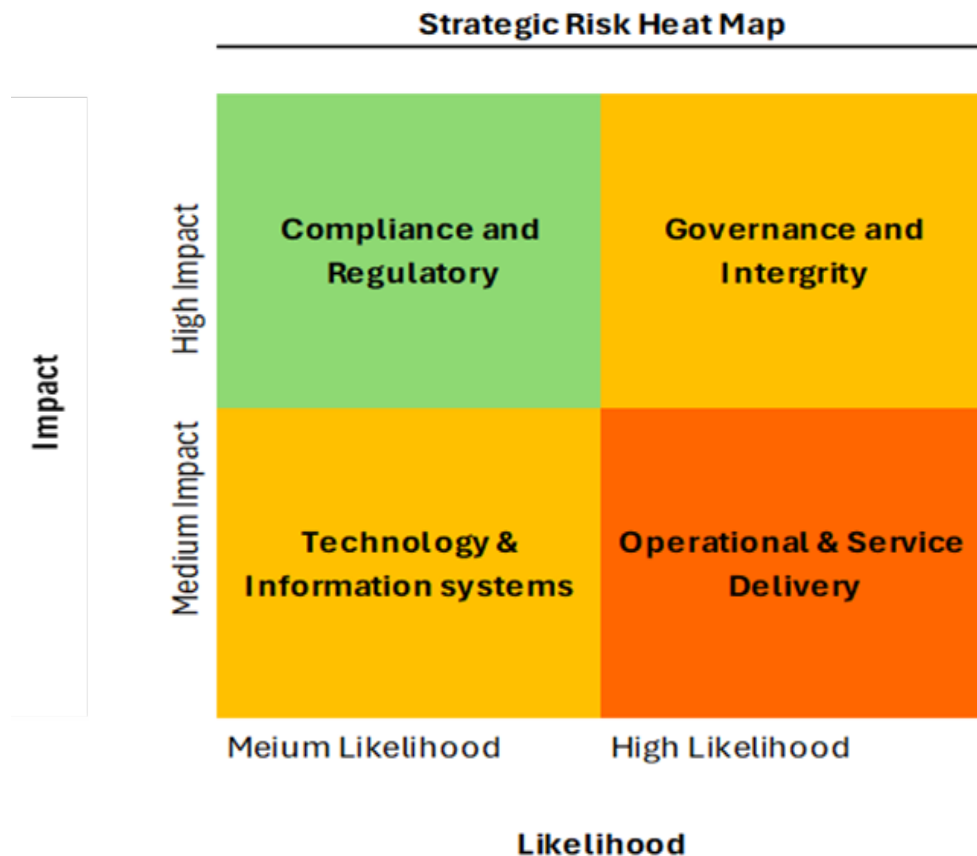 Strategic Risk Heat Map
Impact
High Impact
Compliance and
Regulatory
Governance and
Intergrity
Medium Impact
Technology &
Information systems
Operational & Service
Delivery
Meium Likelihood
High Likelihood
Likelihood